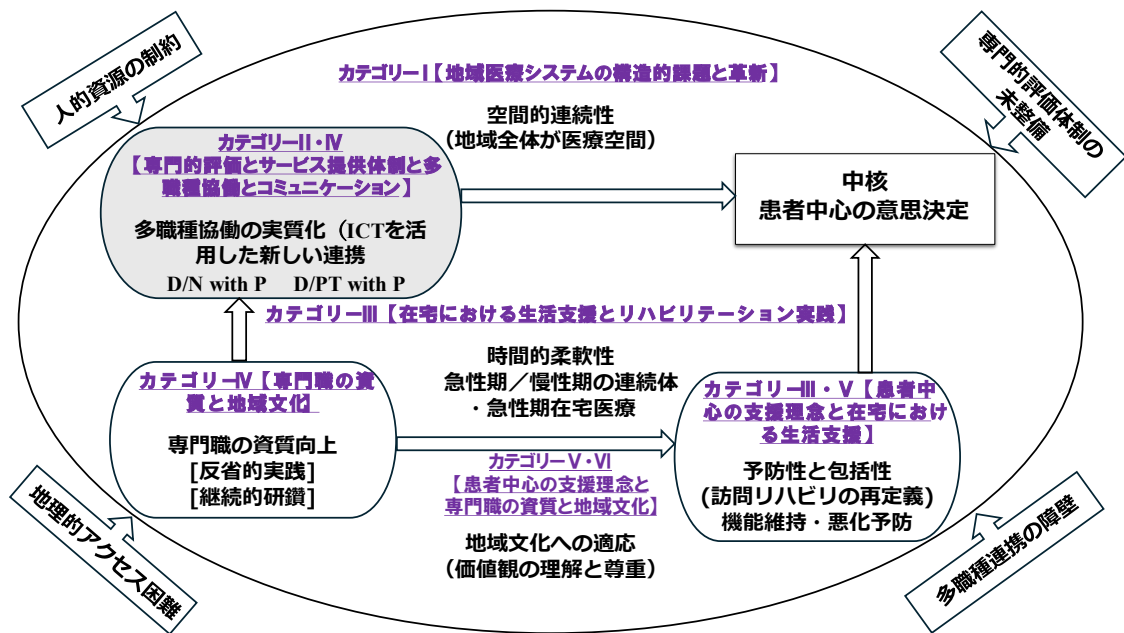 人的資源の制約
カテゴリーⅠ【地域医療システムの構造的課題と革新】
専門的評価体制の
未整備
空間的連続性
(地域全体が医療空間)
カテゴリーⅡ・Ⅳ
【専門的評価とサービス提供体制と多
職種協働とコミュニケーション】
多職種協働の実質化（ICTを活
用した新しい連携
D/N with P D/PT with P
中核
患者中心の意思決定
カテゴリーⅢ【在宅における生活支援とリハビリテーション実践】
時間的柔軟性
急性期／慢性期の連続体
・急性期在宅医療
カテゴリーⅣ【専門職の資
質と地域文化】
専門職の資質向上
[反省的実践]
[継続的研鑽]
カテゴリーⅢ・Ⅴ【患者中
心の支援理念と在宅におけ
る生活支援】
予防性と包括性
(訪問リハビリの再定義)
機能維持・悪化予防
カテゴリーⅤ・Ⅵ
【患者中心の支援理念と
専門職の資質と地域文化】
地域文化への適応
（価値観の理解と尊重）
地理的アクセス困難
多職種連携の障壁